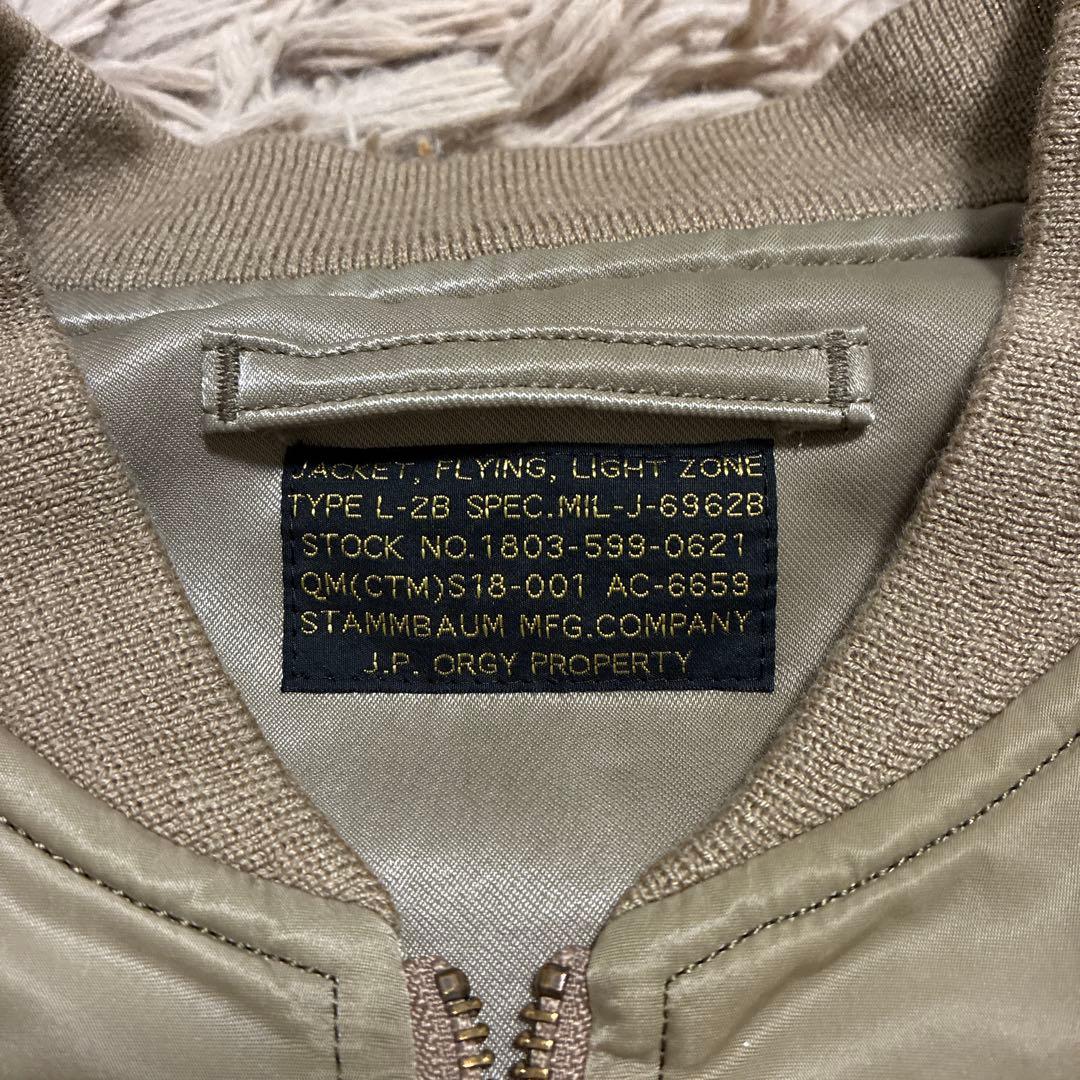 JACKET, FLYING, LIGHT ZONE
TYPE L-2B SPEC.MIL-J-6962B
STOCK NO.1803-599-0621
QM(CTM)S18-001 AC-6659
STAMMBAUM MFG.COMPANY
J.P. ORGY PROPERTY